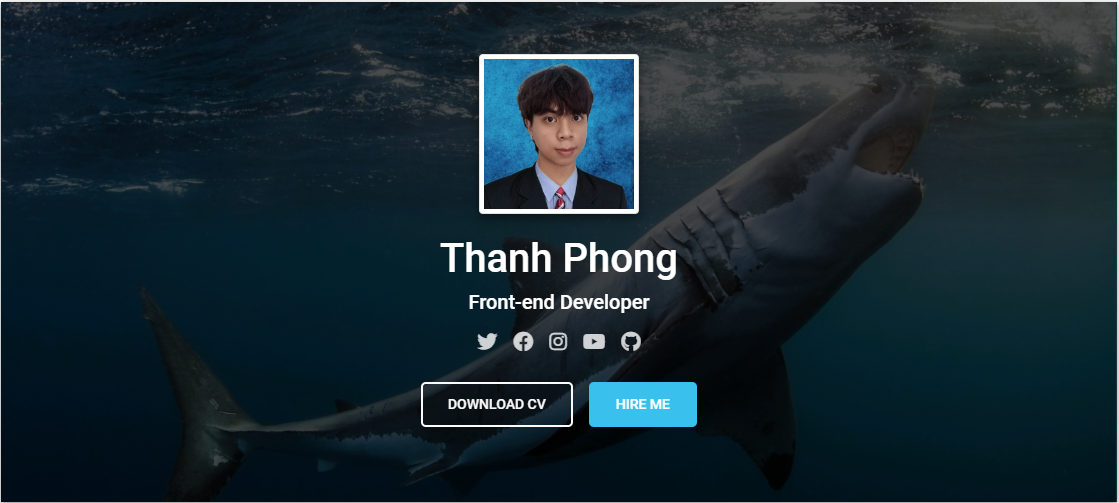 Thanh Phong
Front-end Developer
DOWNLOAD CV
HIRE ME